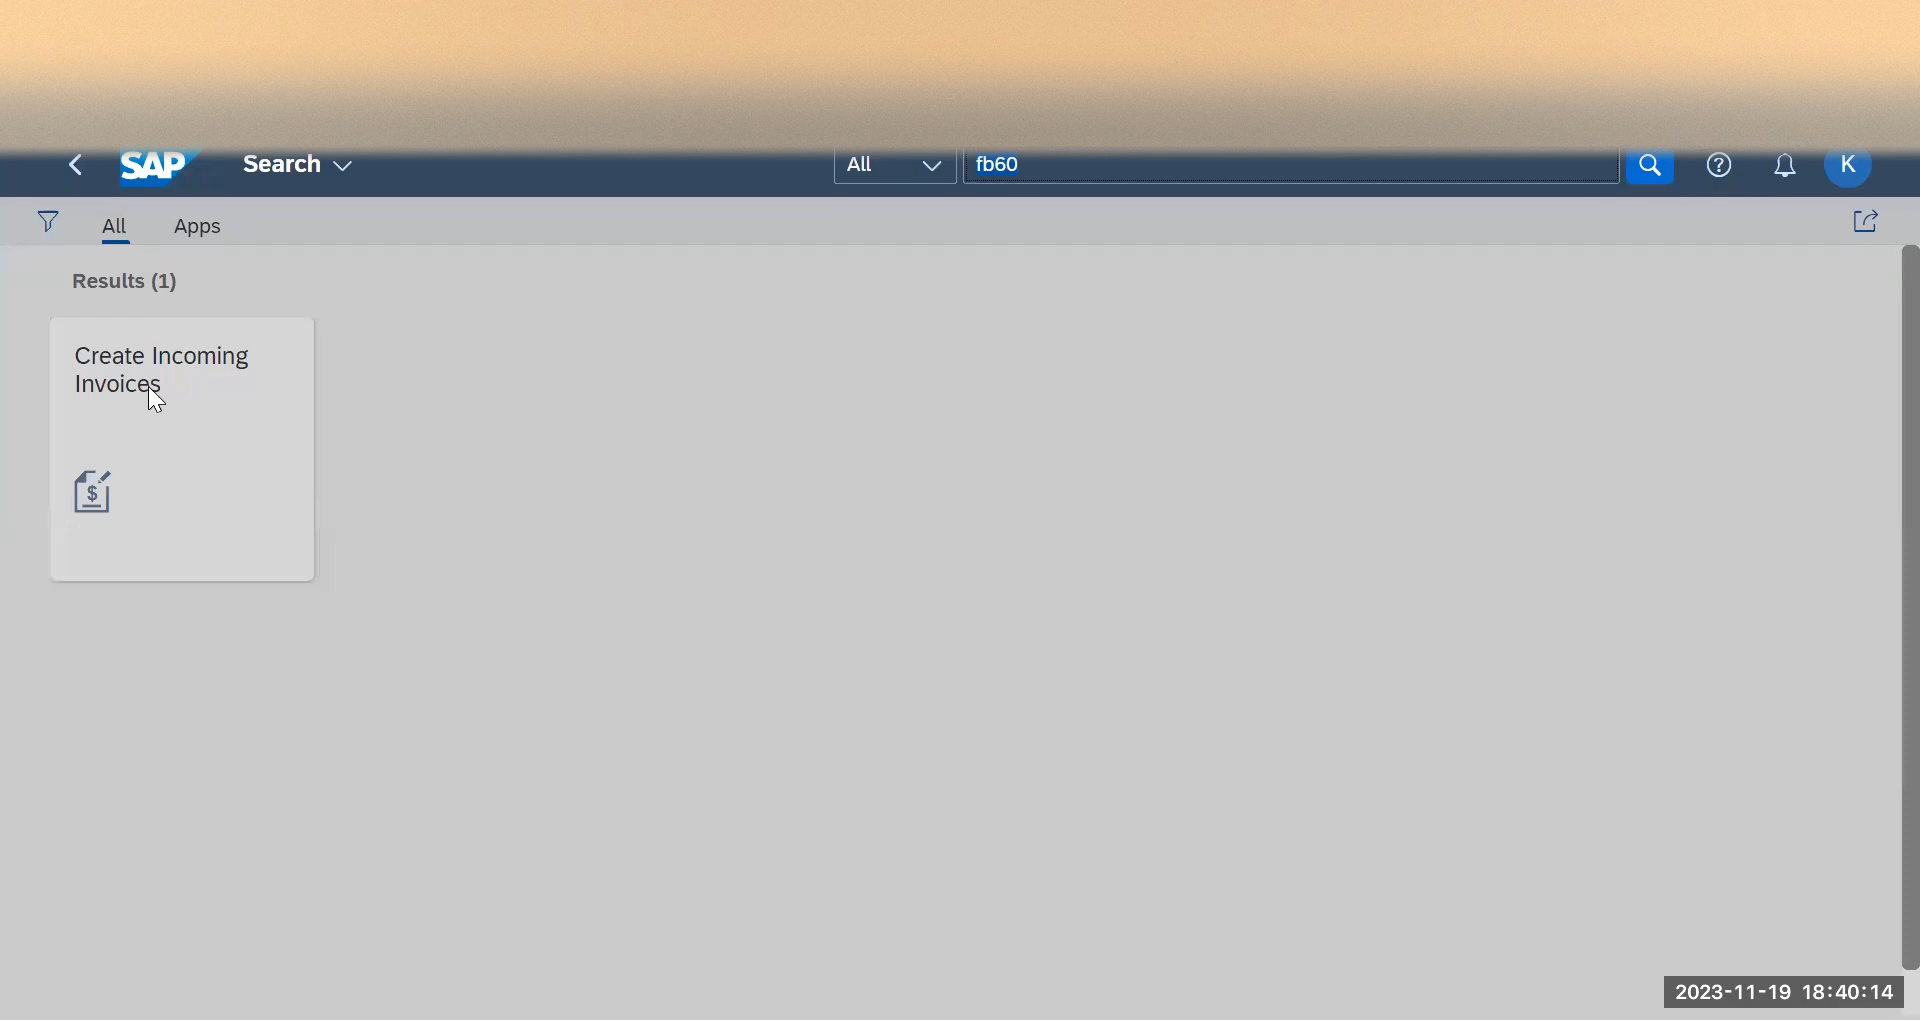 SAP
Search
All
fb60
K
All
Apps
Results (1)
Create Incoming
Invoices
$
2023-11-19 18:40:14